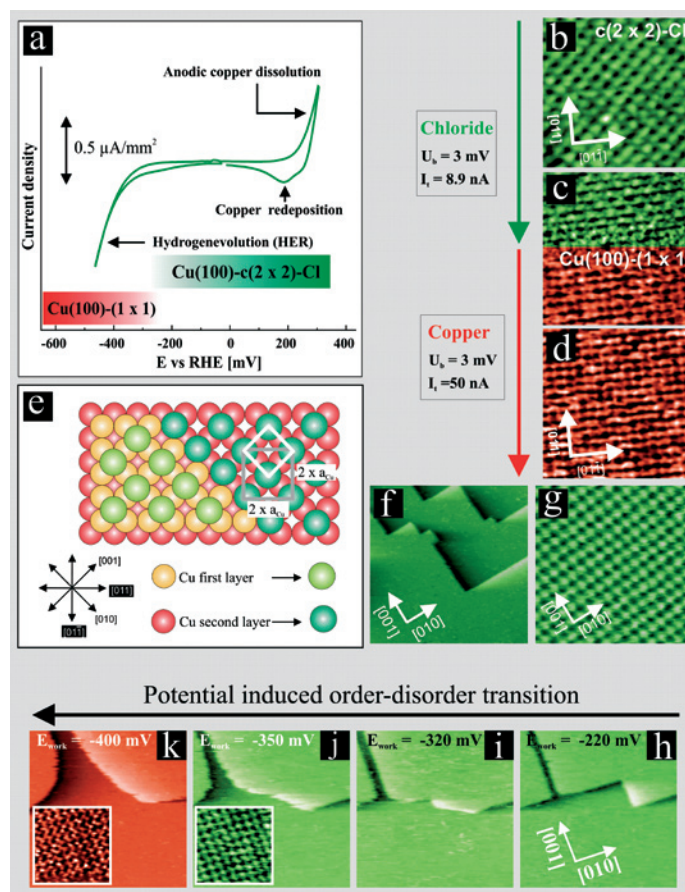 a
Anodic copper dissolution
0.5 µA/mm²
Copper redeposition
Hydrogenevolution (HER)
Cu(100)-c(2 x 2)-Cl
Cu(100)-(1 x 1)
Current density
-600 -400 -200 0 200 400
E vs RHE [mV]
Chloride
U_b = 3 mV
I_t = 8.9 nA
Copper
U_b = 3 mV
I_t =50 nA
b
c(2 x 2)-Cl
c
Cu(100)-(1 x 1)
d
e
2 x a_Cu
2 x a_Cu
[001]
[011]
[010]
Cu first layer
Cu second layer
f
[001]
[010]
g
[001]
[010]
Potential induced order-disorder transition
E_work = -400 mV
k
E_work = -350 mV
j
E_work = -320 mV
i
E_work = -220 mV
h
[001]
[010]